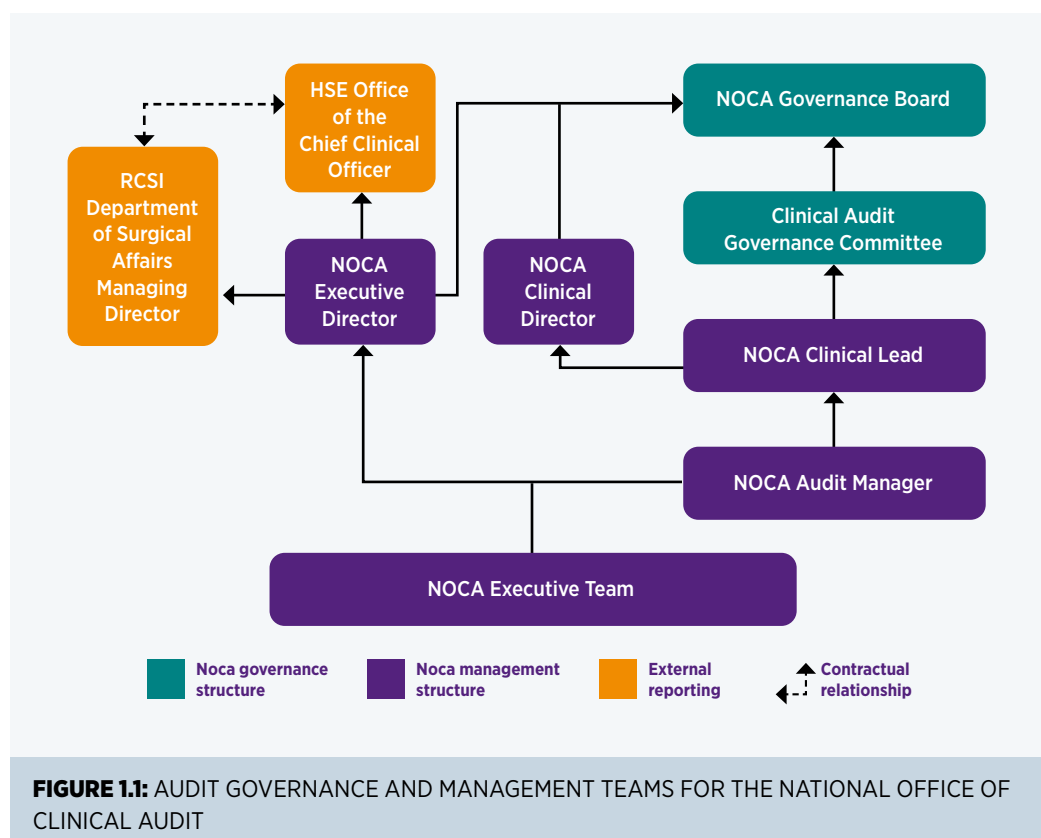 HSE Office
of the
Chief Clinical
Officer
NOCA Governance Board
RCSI
Department
of Surgical
Affairs
Managing
Director
Clinical Audit
Governance Committee
NOCA
Executive
Director
NOCA
Clinical
Director
NOCA Clinical Lead
NOCA Audit Manager
NOCA Executive Team
Noca governance
structure
Noca management
structure
External
reporting
Contractual
relationship
FIGURE 1.1: AUDIT GOVERNANCE AND MANAGEMENT TEAMS FOR THE NATIONAL OFFICE OF
CLINICAL AUDIT